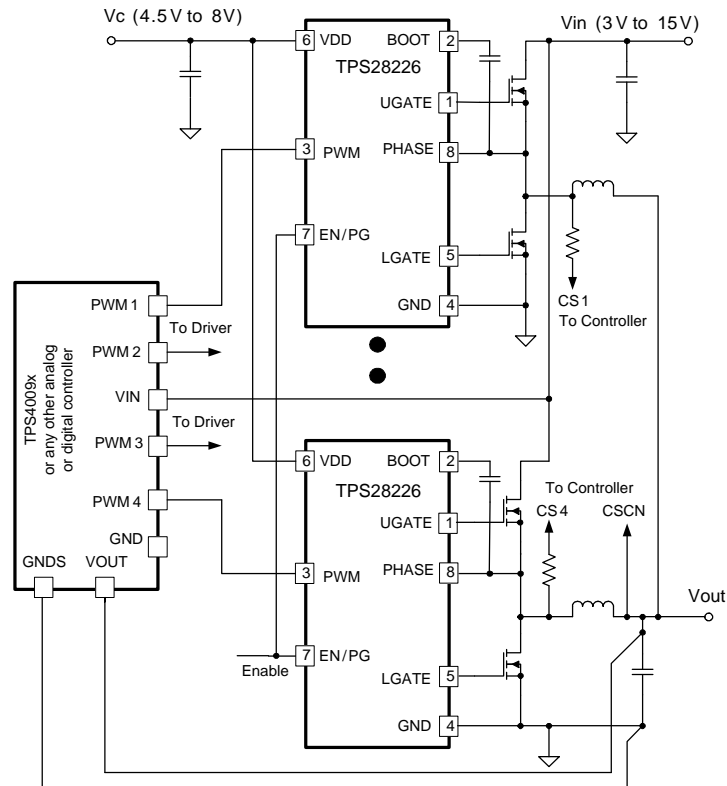 Vc (4.5 V to 8V)
Vin (3 V to 15 V)
6 VDD
BOOT 2
TPS28226
UGATE 1
3 PWM
PHASE 8
7 EN/PG
LGATE 5
GND 4
CS1
To Controller
PWM 1
To Driver
PWM 2
VIN
To Driver
PWM 3
PWM 4
GND
GNDS
VOUT
TPS4009x
or any other analog
or digital controller
6 VDD
BOOT 2
TPS28226
UGATE 1
To Controller
CS4
CSCN
3 PWM
PHASE 8
Vout
7 EN/PG
Enable
LGATE 5
GND 4